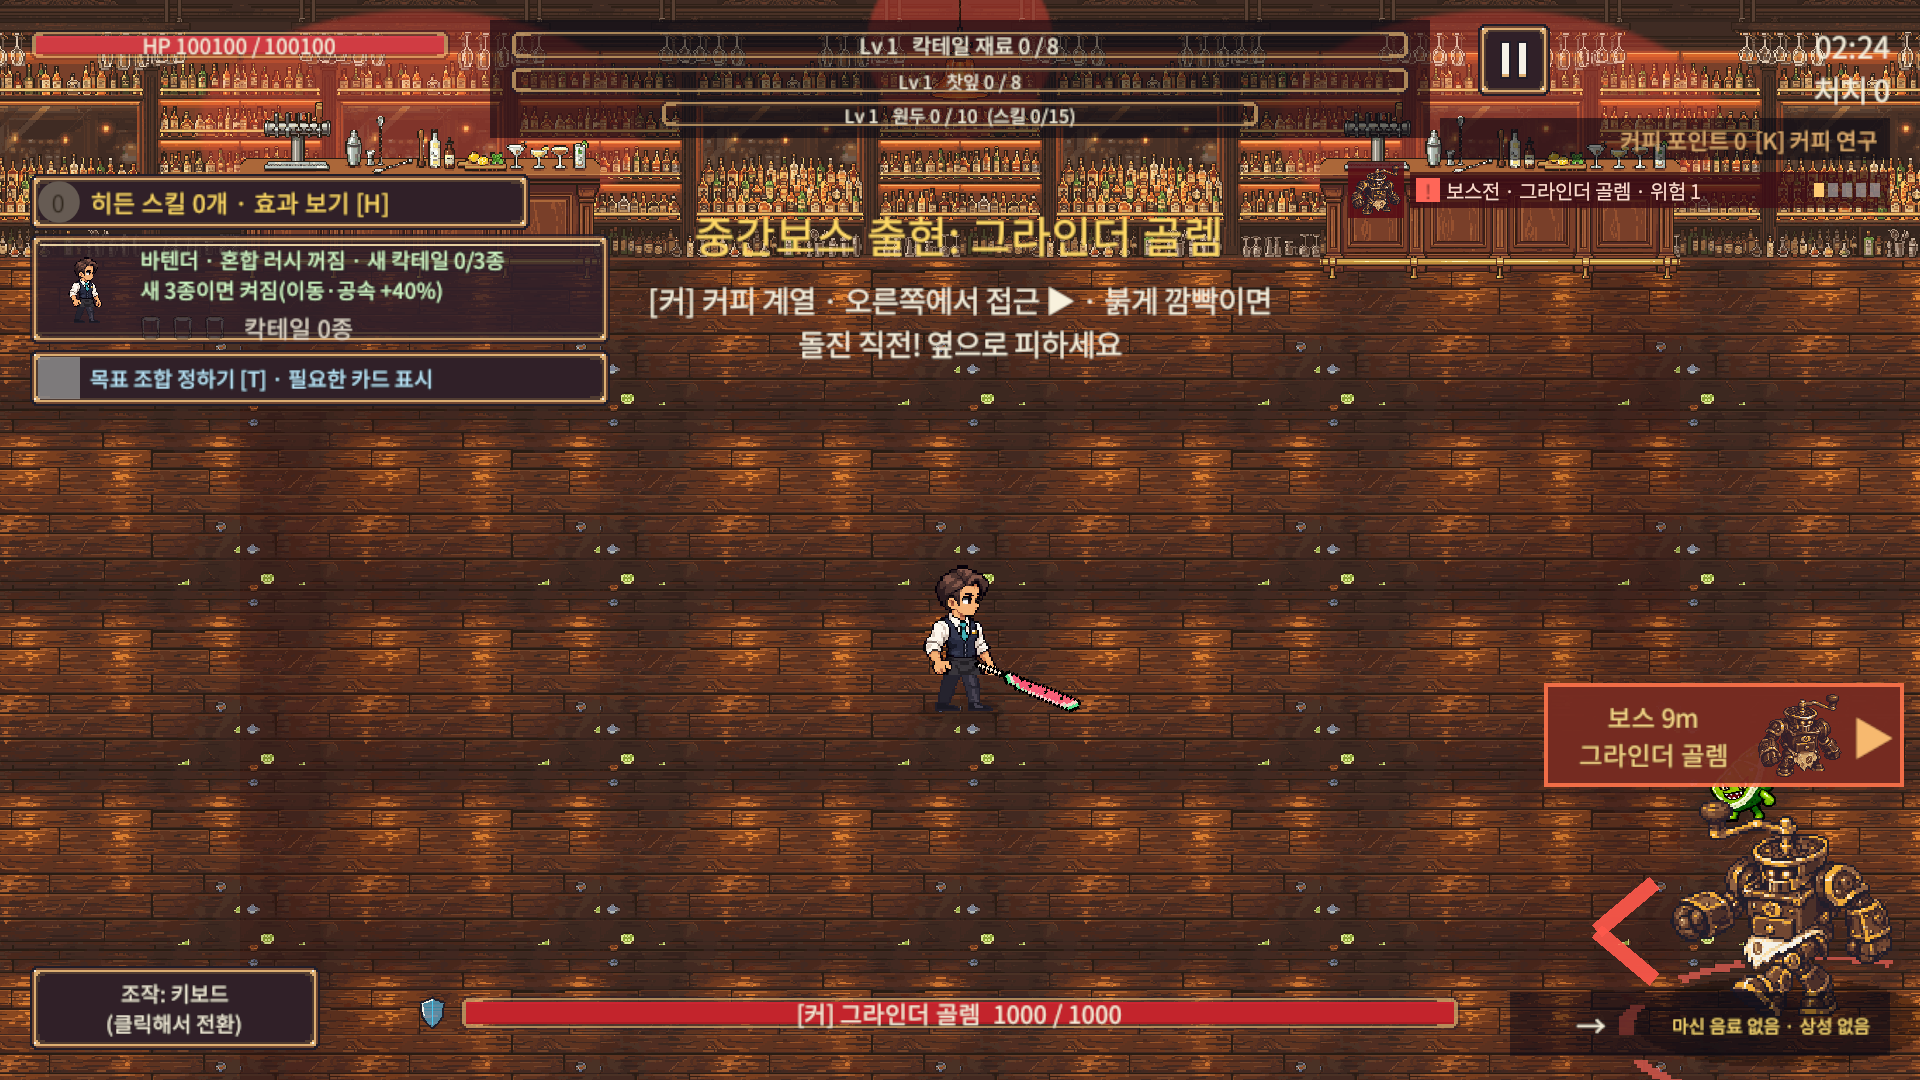 HP 100100 / 100100
Lv 1 칵테일 재료 0 / 8
Lv 1 찻잎 0 / 8
Lv 1 원두 0 / 10 (스킬 0/15)
02:24
처치 0
커피 포인트 0 [K] 커피 연구
! 보스전 · 그라인더 골렘 · 위험 1
0 히든 스킬 0개 · 효과 보기 [H]
바텐더 · 혼합 러시 꺼짐 · 새 칵테일 0/3종
새 3종이면 켜짐(이동·공속 +40%)
칵테일 0종
목표 조합 정하기 [T] · 필요한 카드 표시
중간보스 출현: 그라인더 골렘
[커] 커피 계열 · 오른쪽에서 접근 ▶ · 붉게 깜빡이면
돌진 직전! 옆으로 피하세요
보스 9m
그라인더 골렘
조작: 키보드
(클릭해서 전환)
[커] 그라인더 골렘 1000 / 1000
→ 마신 음료 없음 · 상성 없음